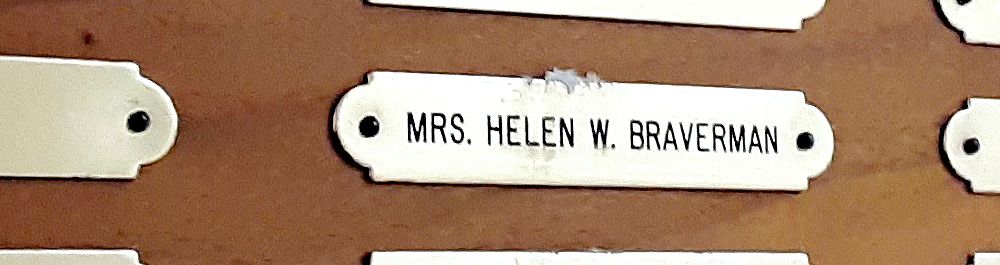 MRS. HELEN W. BRAVERMAN